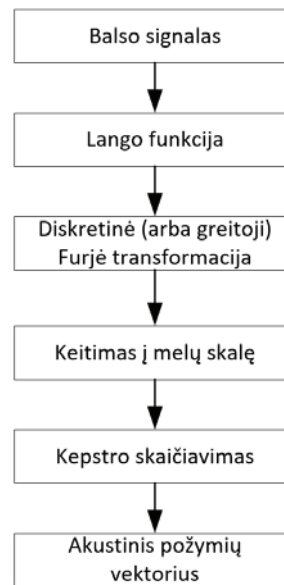 Balso signalas
Lango funkcija
Diskretinė (arba greitoji)
Furjė transformacija
Keitimas į melų skalę
Kepstro skaičiavimas
Akustinis požymių
vektorius